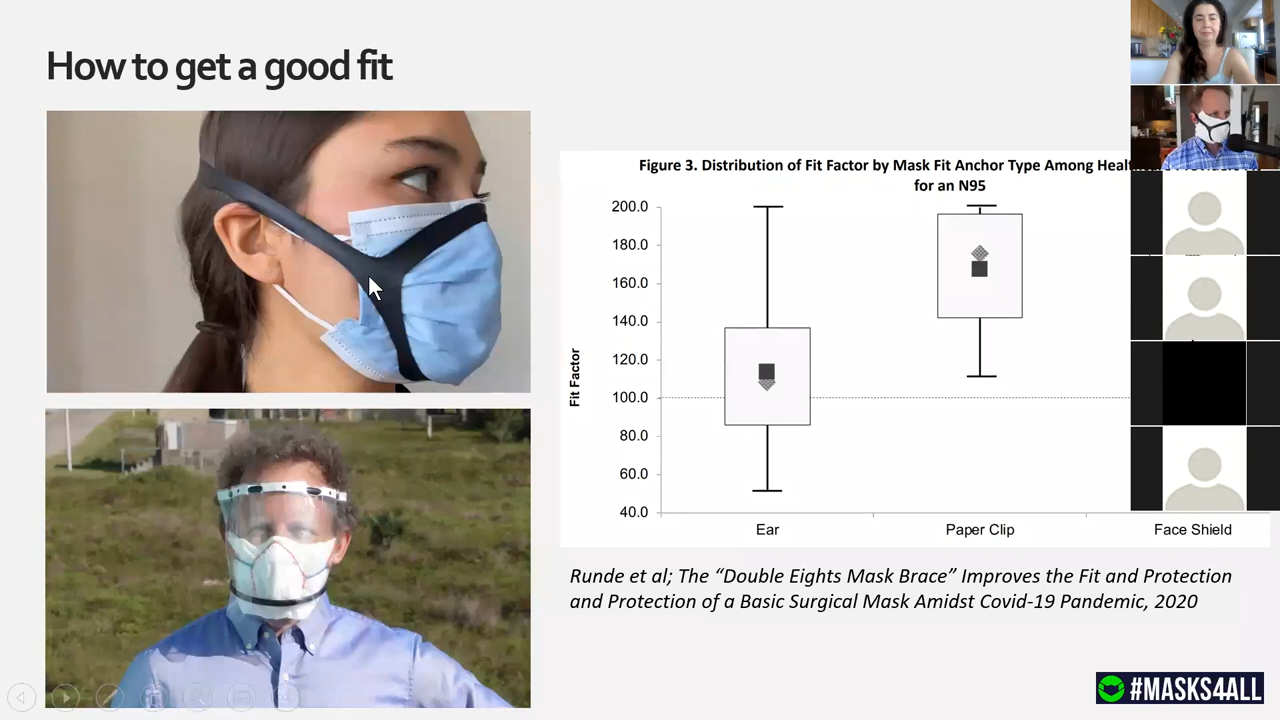 How to get a good fit
Figure 3. Distribution of Fit Factor by Mask Fit Anchor Type Among
for an N95
200.0
180.0
160.0
140.0
120.0
100.0
80.0
60.0
40.0
Fit Factor
Ear
Paper Clip
Face Shield
Runde et al; The “Double Eights Mask Brace” Improves the Fit and Protection
and Protection of a Basic Surgical Mask Amidst Covid-19 Pandemic, 2020
#MASKS4ALL